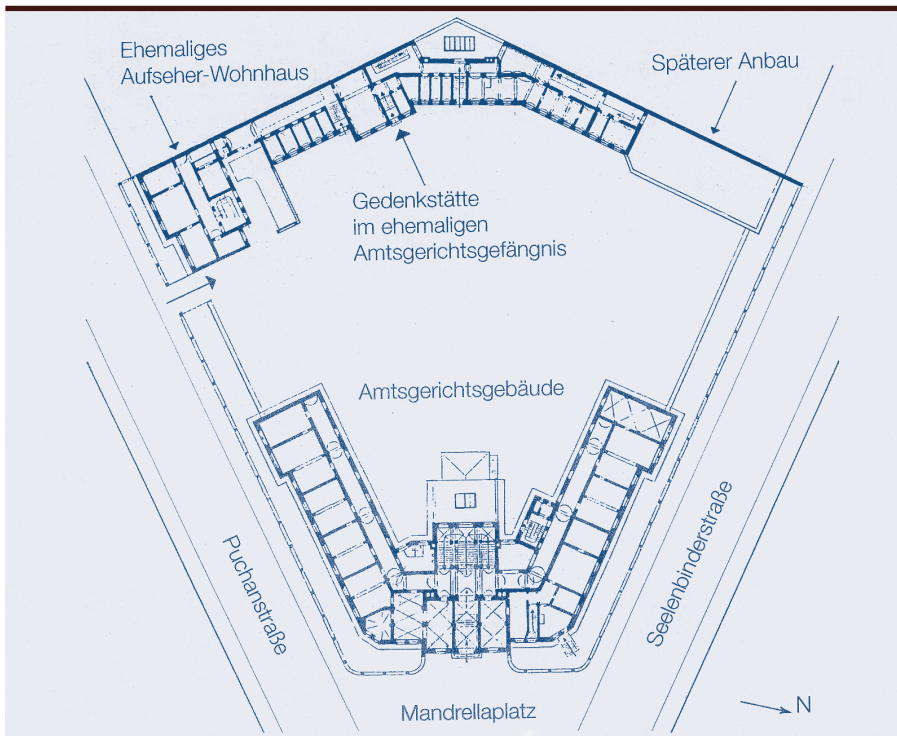 Ehemaliges
Aufseher-Wohnhaus
Späterer Anbau
Gedenkstätte
im ehemaligen
Amtsgerichtsgefängnis
Amtsgerichtsgebäude
Puchanstraße
Seelenbinderstraße
Mandrellaplatz
N